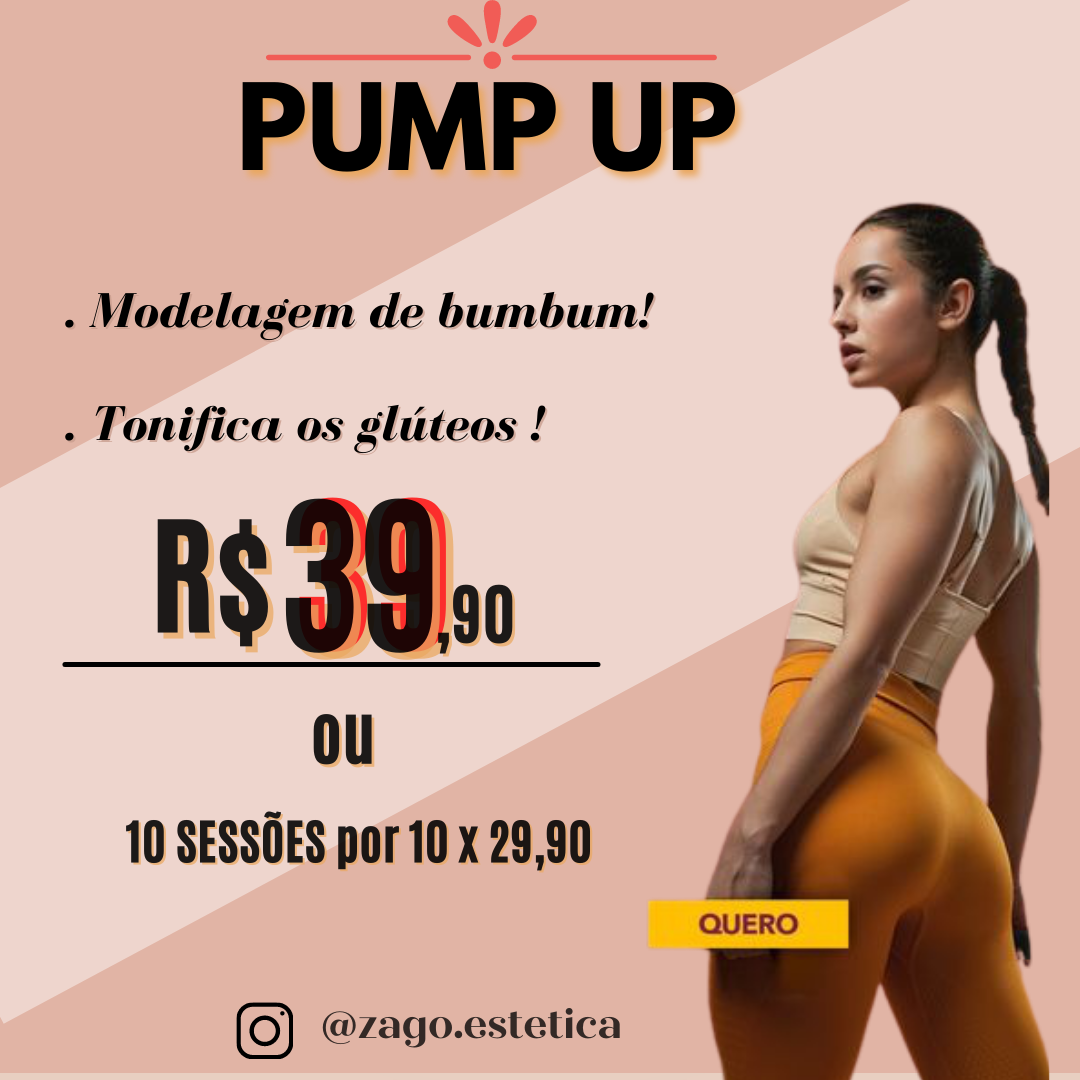 PUMP UP
. Modelagem de bumbum!
. Tonifica os glúteos !
R$ 39,90
ou
10 SESSÕES por 10 x 29,90
QUERO
@zago.estetica